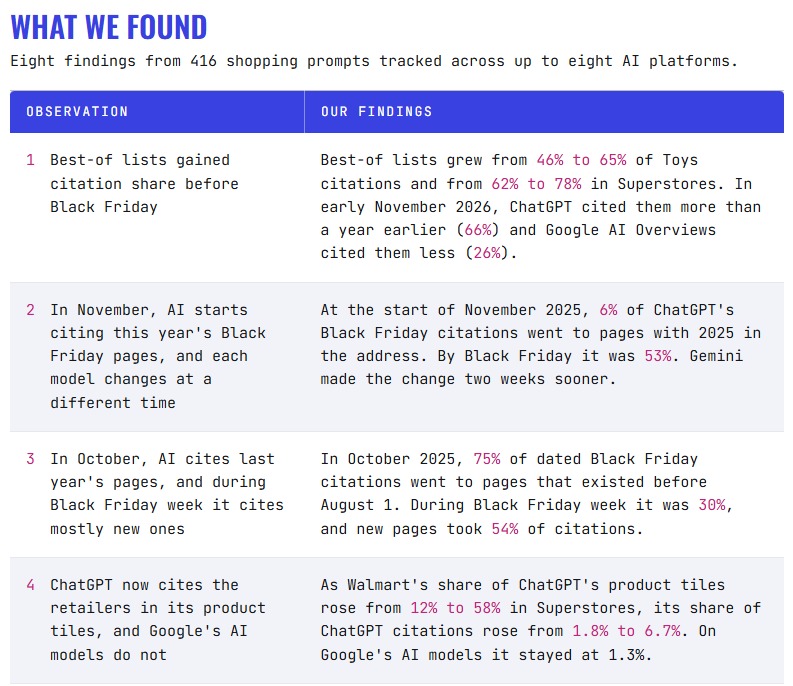 WHAT WE FOUND
Eight findings from 416 shopping prompts tracked across up to eight AI platforms.
OBSERVATION
OUR FINDINGS
1 Best-of lists gained
citation share before
Black Friday
Best-of lists grew from 46% to 65% of Toys
citations and from 62% to 78% in Superstores. In
early November 2026, ChatGPT cited them more than
a year earlier (66%) and Google AI Overviews
cited them less (26%).
2 In November, AI starts
citing this year's Black
Friday pages, and each
model changes at a
different time
At the start of November 2025, 6% of ChatGPT's
Black Friday citations went to pages with 2025 in
the address. By Black Friday it was 53%. Gemini
made the change two weeks sooner.
3 In October, AI cites last
year's pages, and during
Black Friday week it cites
mostly new ones
In October 2025, 75% of dated Black Friday
citations went to pages that existed before
August 1. During Black Friday week it was 30%,
and new pages took 54% of citations.
4 ChatGPT now cites the
retailers in its product
tiles, and Google's AI
models do not
As Walmart's share of ChatGPT's product tiles
rose from 12% to 58% in Superstores, its share of
ChatGPT citations rose from 1.8% to 6.7%. On
Google's AI models it stayed at 1.3%.